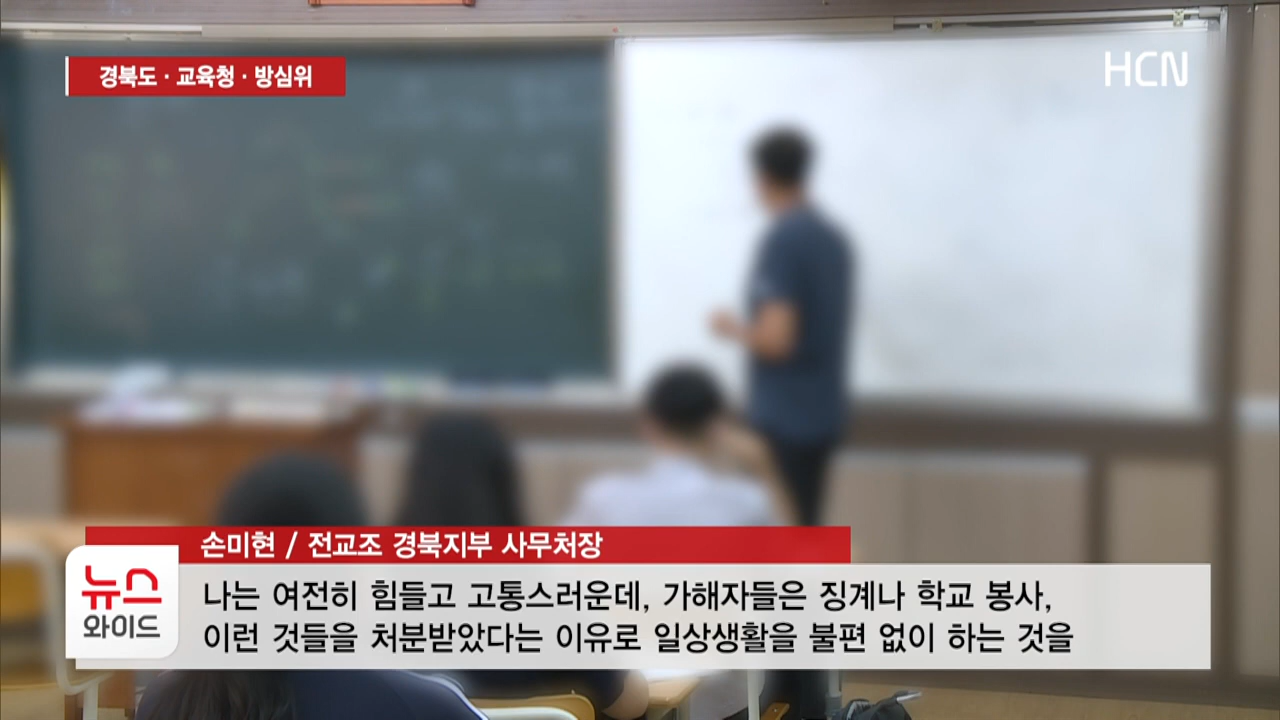 경북도 · 교육청 · 방심위
HCN
손미현 / 전교조 경북지부 사무처장
뉴스
와이드
나는 여전히 힘들고 고통스러운데, 가해자들은 징계나 학교 봉사,
이런 것들을 처분받았다는 이유로 일상생활을 불편 없이 하는 것을